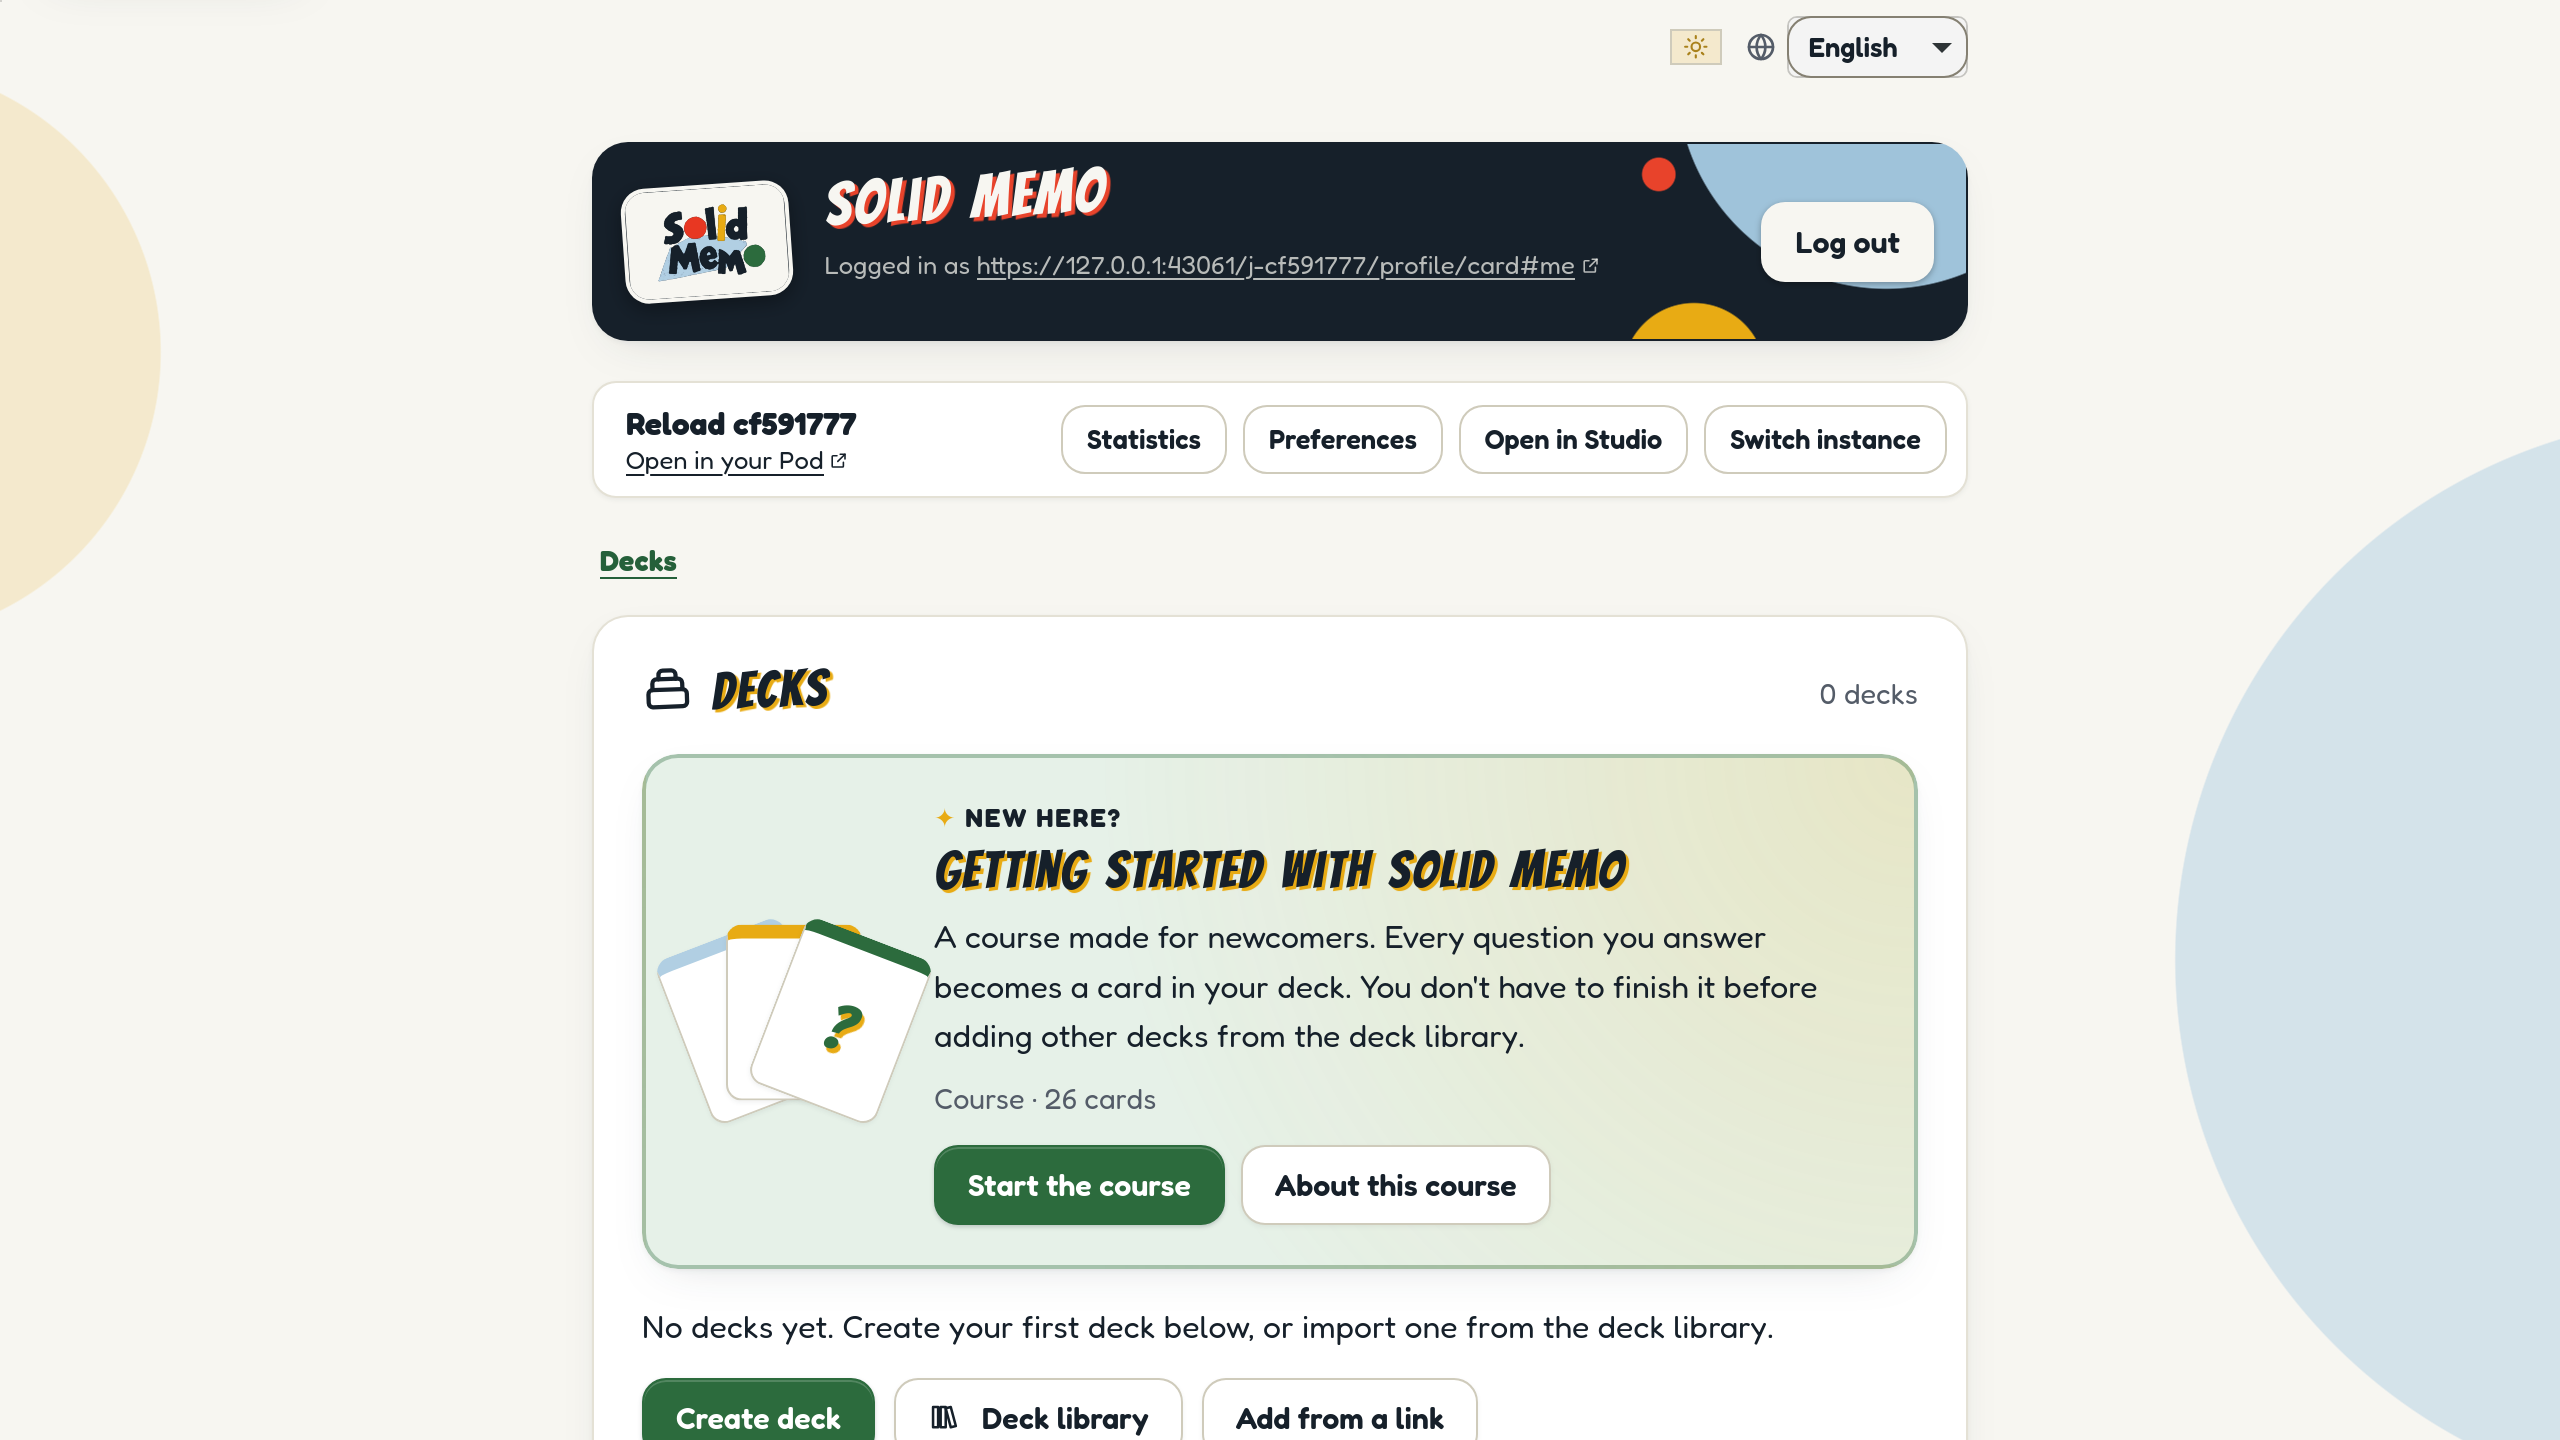 English
Solid
Memo
SOLID MEMO
Logged in as https://127.0.0.1:43061/j-cf591777/profile/card#me
Log out
Reload cf591777
Open in your Pod
Statistics
Preferences
Open in Studio
Switch instance
Decks
DECKS
0 decks
NEW HERE?
GETTING STARTED WITH SOLID MEMO
A course made for newcomers. Every question you answer
becomes a card in your deck. You don't have to finish it before
adding other decks from the deck library.
?
Course · 26 cards
Start the course
About this course
No decks yet. Create your first deck below, or import one from the deck library.
Create deck
Deck library
Add from a link